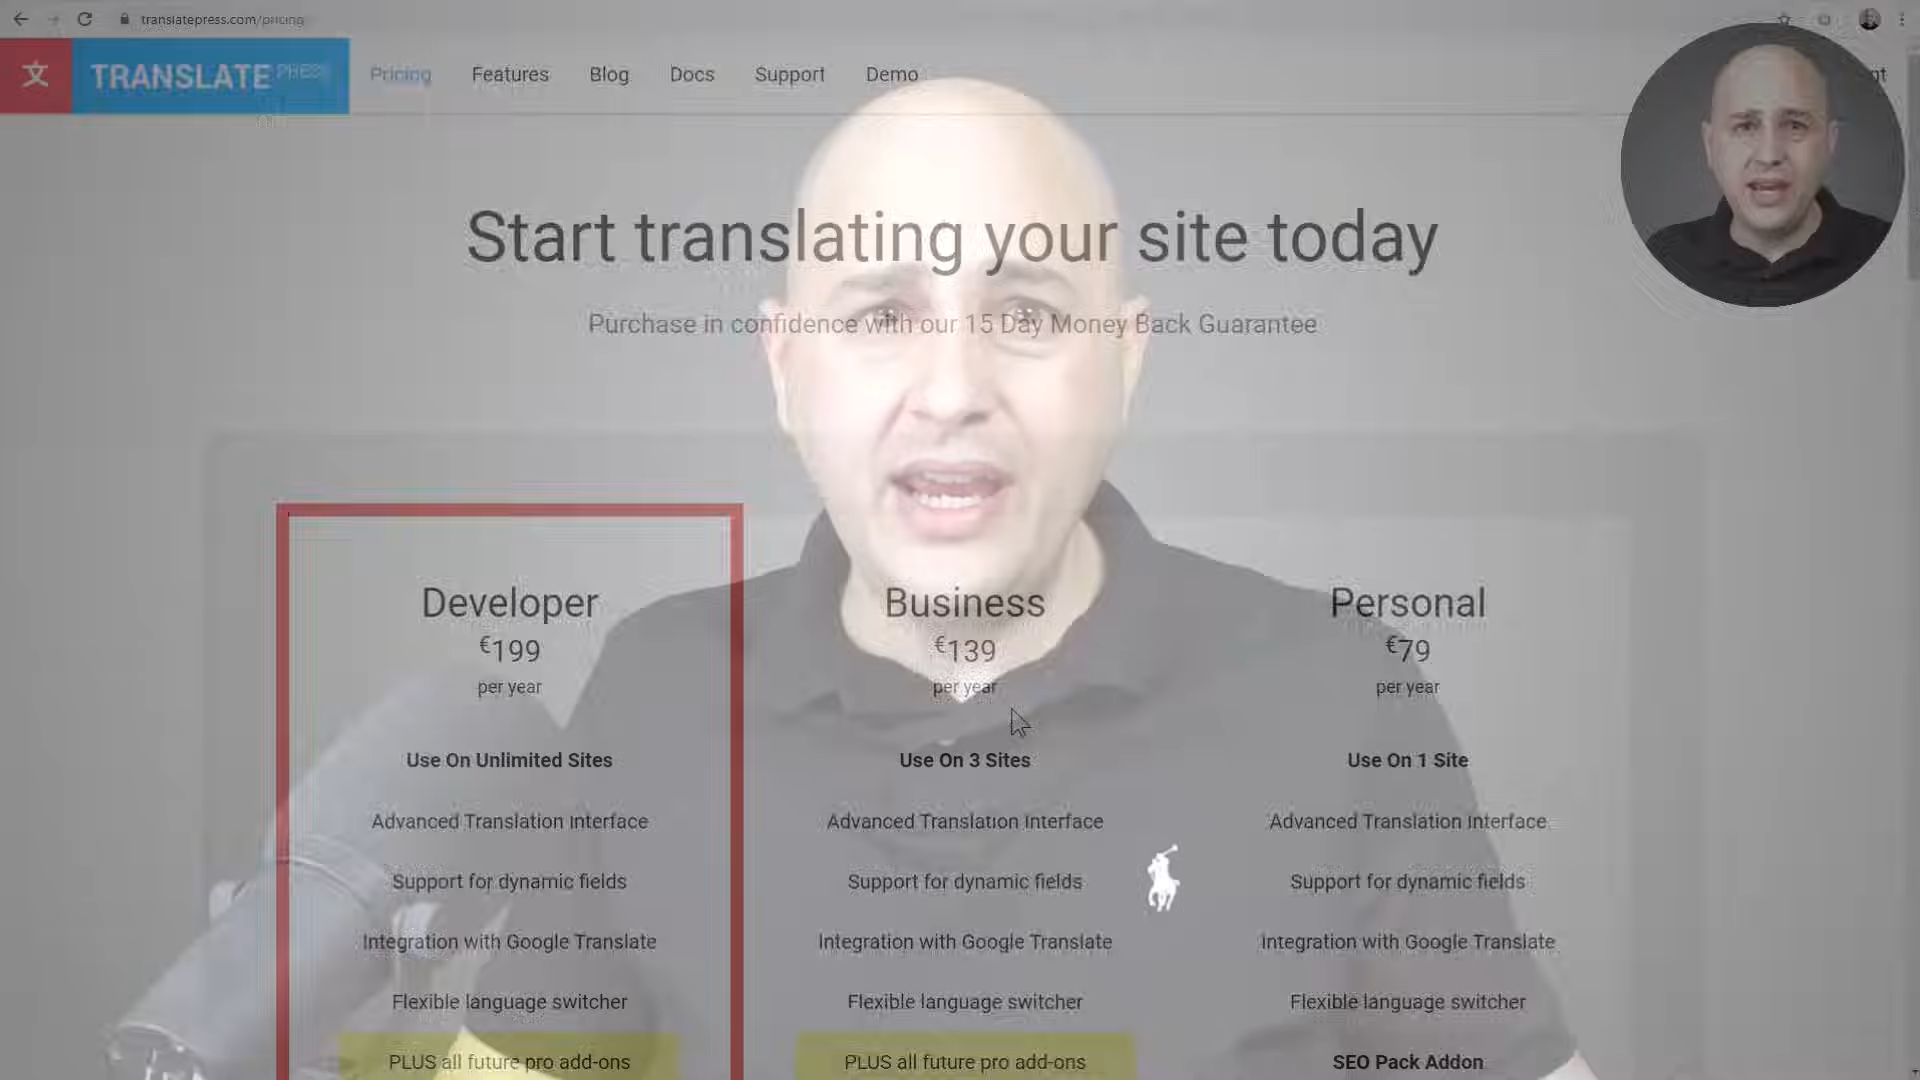 translatepress.com/pricing
文 TRANSLATEPRESS
Pricing Features Blog Docs Support Demo
Start translating your site today
Purchase in confidence with our 15 Day Money Back Guarantee
Developer
€199
per year
Use On Unlimited Sites
Advanced Translation Interface
Support for dynamic fields
Integration with Google Translate
Flexible language switcher
PLUS all future pro add-ons
Business
€139
per year
Use On 3 Sites
Advanced Translation Interface
Support for dynamic fields
Integration with Google Translate
Flexible language switcher
PLUS all future pro add-ons
Personal
€79
per year
Use On 1 Site
Advanced Translation Interface
Support for dynamic fields
Integration with Google Translate
Flexible language switcher
SEO Pack Addon